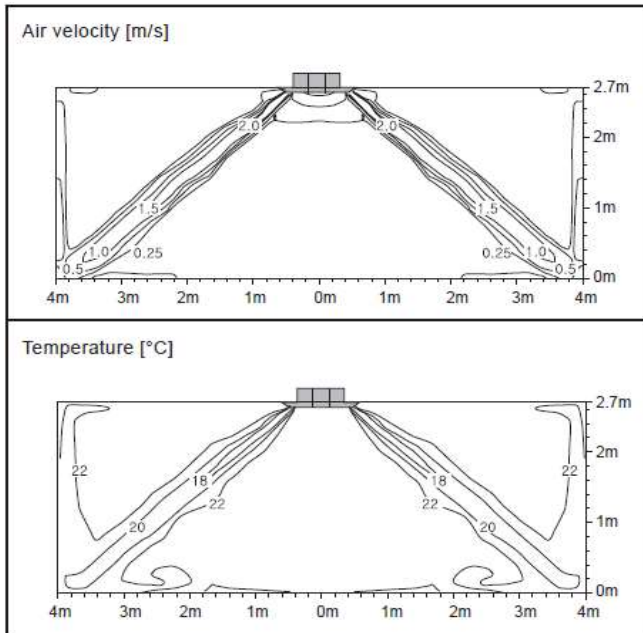 Air velocity [m/s]
2.7m
2.0 2.0
2m
1.5 1.5
1m
1.0 0.25 0.25 1.0
0.5 0.5
0m
4m 3m 2m 1m 0m 1m 2m 3m 4m
Temperature [°C]
2.7m
2m
22 18 18 22
22 22
20 20
1m
0m
4m 3m 2m 1m 0m 1m 2m 3m 4m